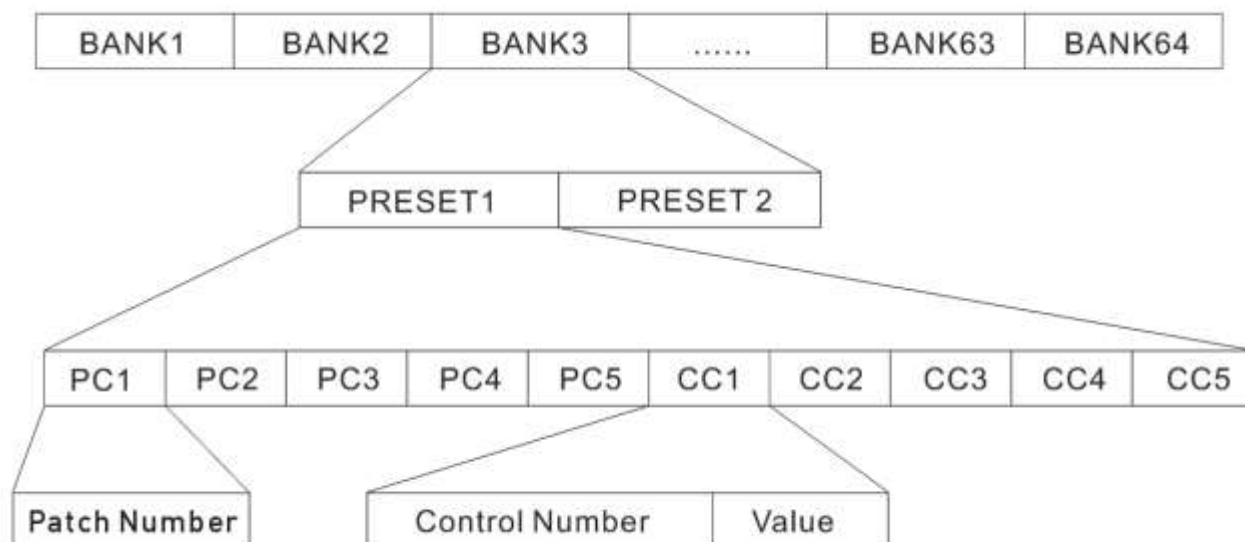 BANK1 BANK2 BANK3 ...... BANK63 BANK64
PRESET1 PRESET 2
PC1 PC2 PC3 PC4 PC5 CC1 CC2 CC3 CC4 CC5
Patch Number Control Number Value